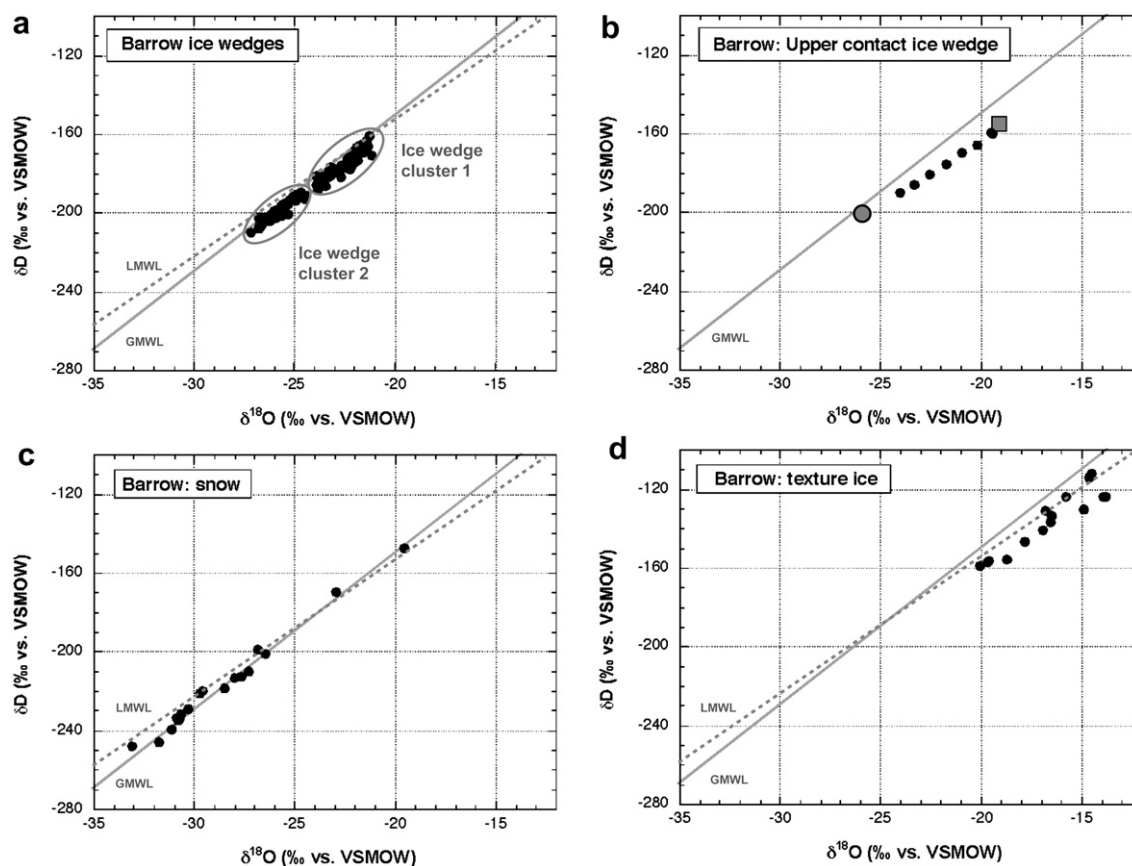 a
Barrow ice wedges
-120
-160
-200
-240
-280
δD (‰ vs. VSMOW)
Ice wedge
cluster 1
Ice wedge
cluster 2
LMWL
GMWL
-35 -30 -25 -20 -15
δ18O (‰ vs. VSMOW)
b
Barrow: Upper contact ice wedge
-120
-160
-200
-240
-280
δD (‰ vs. VSMOW)
GMWL
-35 -30 -25 -20 -15
δ18O (‰ vs. VSMOW)
c
Barrow: snow
-120
-160
-200
-240
-280
δD (‰ vs. VSMOW)
LMWL
GMWL
-35 -30 -25 -20 -15
δ18O (‰ vs. VSMOW)
d
Barrow: texture ice
-120
-160
-200
-240
-280
δD (‰ vs. VSMOW)
LMWL
GMWL
-35 -30 -25 -20 -15
δ18O (‰ vs. VSMOW)